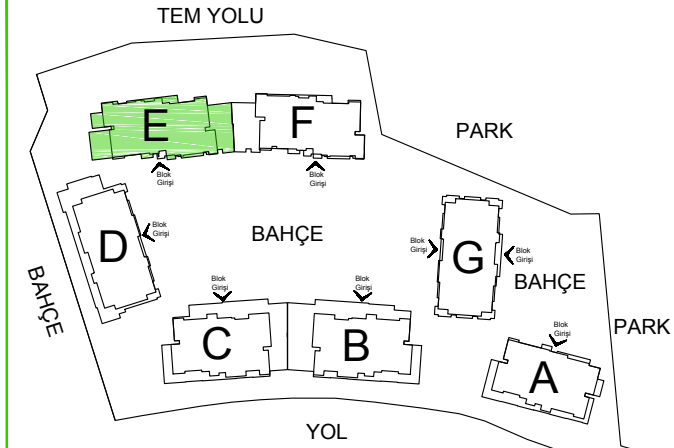 TEM YOLU
E
F
PARK
Blok
Girişi
Blok
Girişi
D
Blok
Girişi
BAHÇE
Blok
Girişi
G
Blok
Girişi
BAHÇE
BAHÇE
Blok
Girişi
Blok
Girişi
C
B
Blok
Girişi
A
PARK
YOL